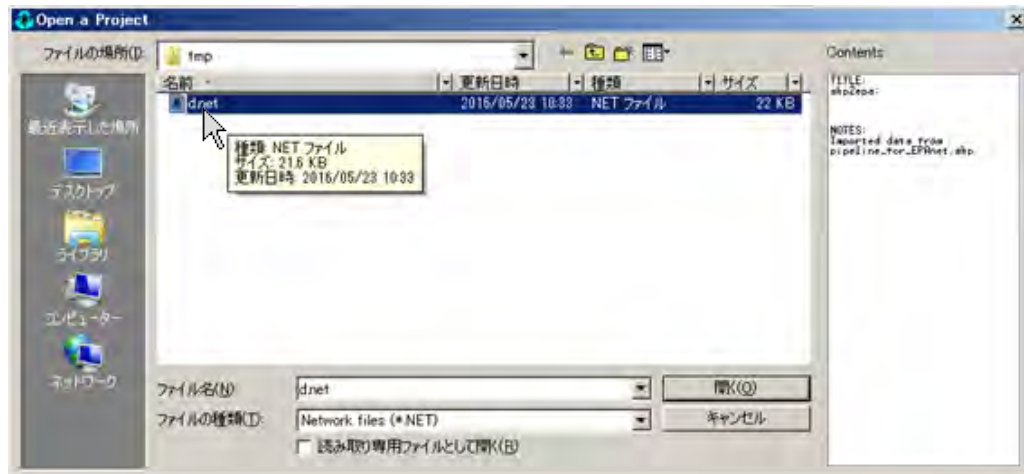 Open a Project
ファイルの場所(I):
tmp
Contents
名前
更新日時
種類
サイズ
d.net
2016/05/23 10:33
NET ファイル
22 KB
種類: NET ファイル
サイズ: 21.6 KB
更新日時: 2016/05/23 10:33
最近表示した場所
デスクトップ
ライブラリ
コンピューター
ネットワーク
TITLE:
shp2epa:
NOTES:
Imported data from
pipeline_for_EPAnet.shp
ファイル名(N):
d.net
開く(O)
ファイルの種類(T):
Network files (*.NET)
キャンセル
読み取り専用ファイルとして開く(R)